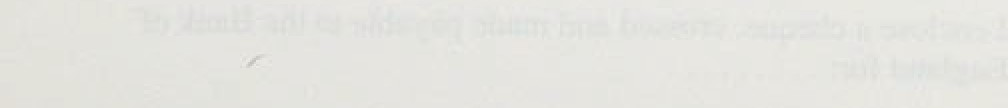 I enclose a cheque, crossed and made payable to the Bank of
England for: